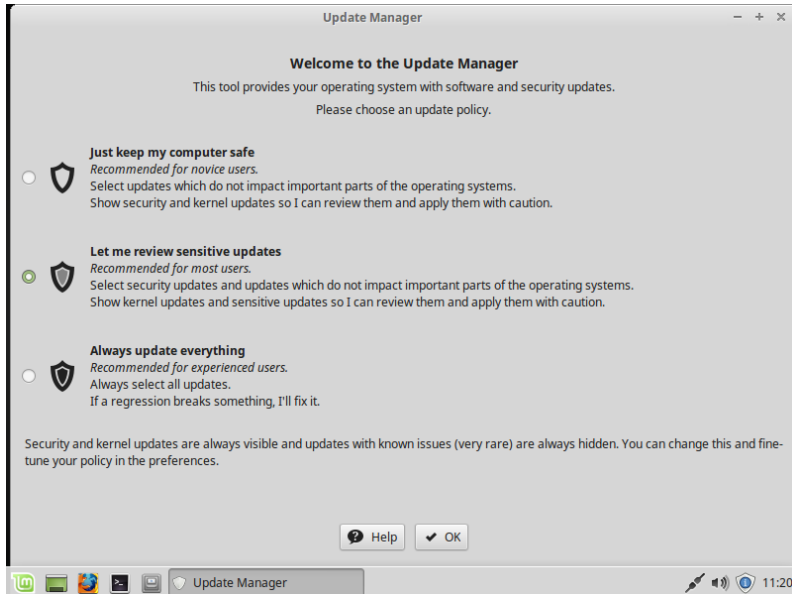 Update Manager
Welcome to the Update Manager
This tool provides your operating system with software and security updates.
Please choose an update policy.
Just keep my computer safe
Recommended for novice users.
Select updates which do not impact important parts of the operating systems.
Show security and kernel updates so I can review them and apply them with caution.
Let me review sensitive updates
Recommended for most users.
Select security updates and updates which do not impact important parts of the operating systems.
Show kernel updates and sensitive updates so I can review them and apply them with caution.
Always update everything
Recommended for experienced users.
Always select all updates.
If a regression breaks something, I'll fix it.
Security and kernel updates are always visible and updates with known issues (very rare) are always hidden. You can change this and fine-
tune your policy in the preferences.
Help OK
Update Manager 11:20